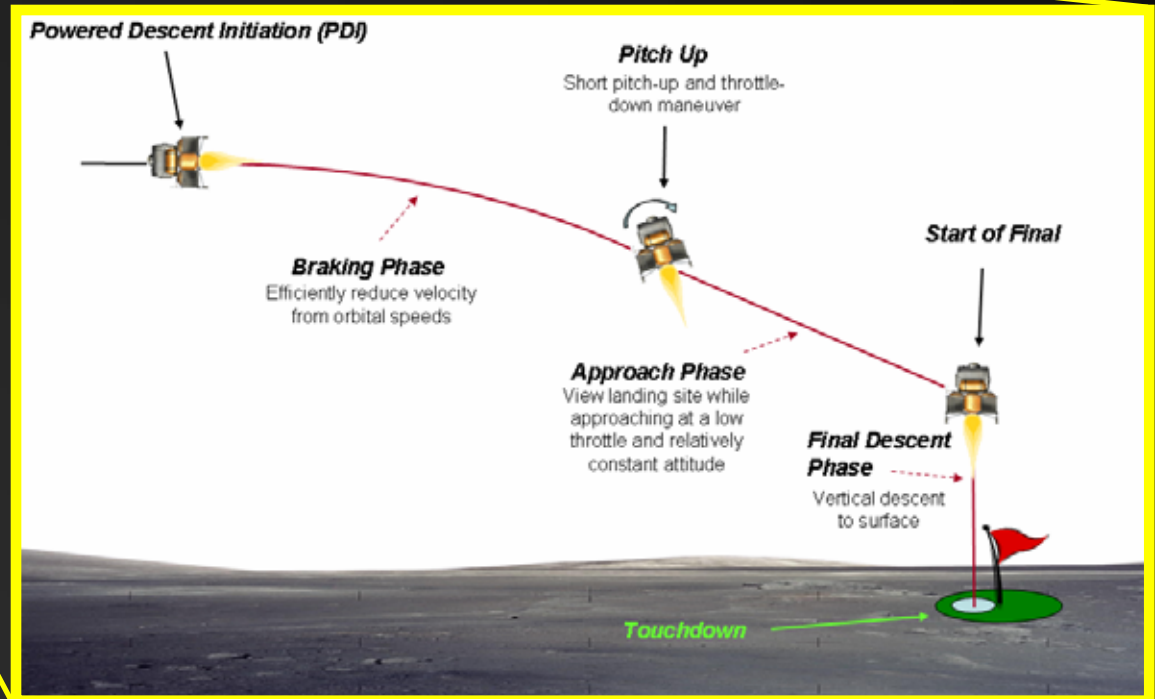 Powered Descent Initiation (PDI)
Pitch Up
Short pitch-up and throttle-
down maneuver
Start of Final
Braking Phase
Efficiently reduce velocity
from orbital speeds
Approach Phase
View landing site while
approaching at a low
throttle and relatively
constant attitude
Final Descent
Phase
Vertical descent
to surface
Touchdown